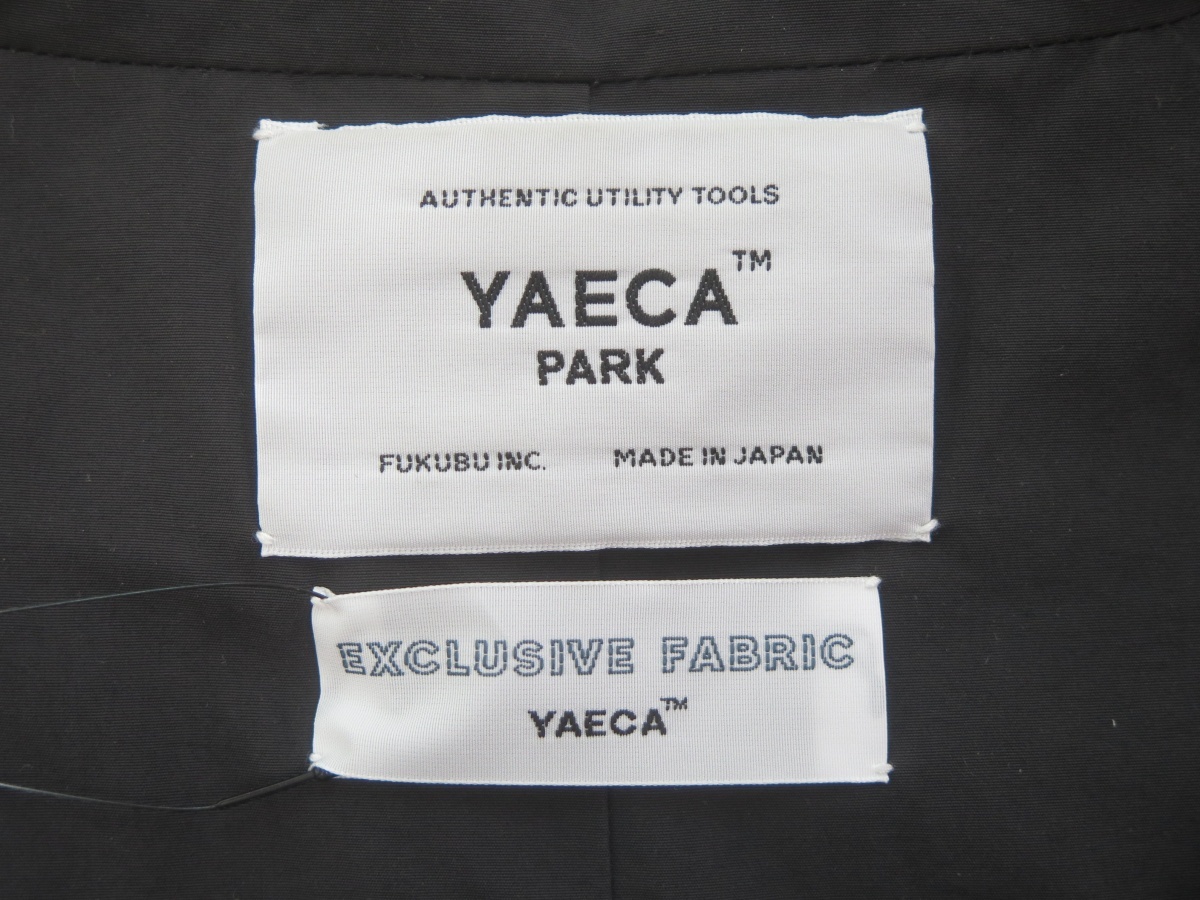 AUTHENTIC UTILITY TOOLS
YAECA™
PARK
FUKUBU INC. MADE IN JAPAN
EXCLUSIVE FABRIC
YAECA™